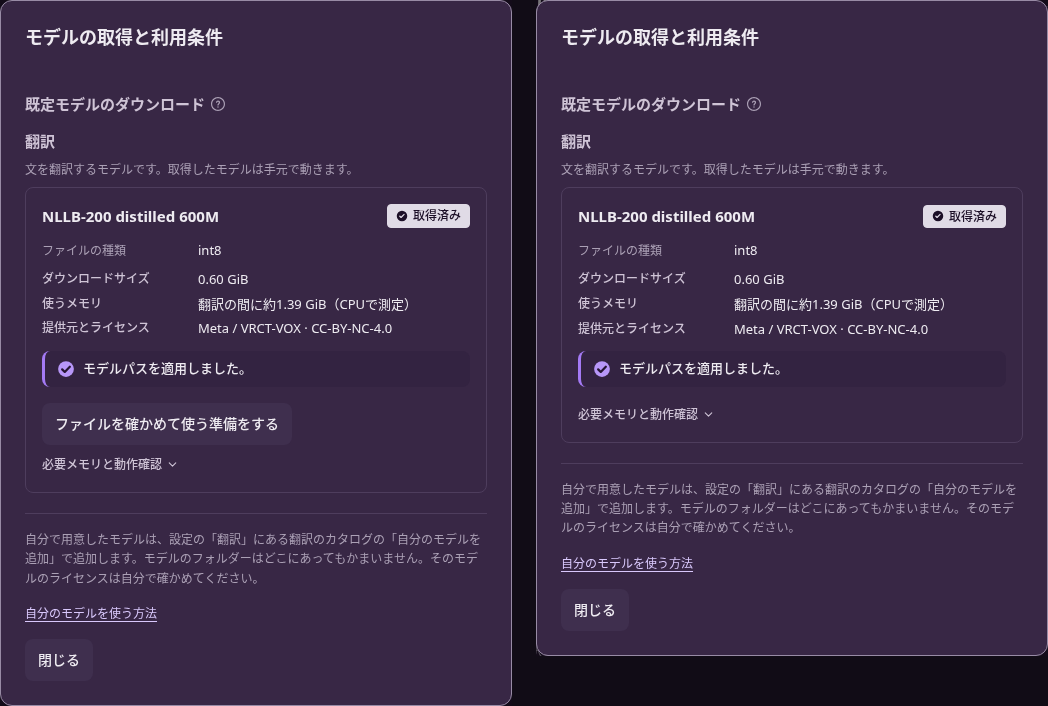 モデルの取得と利用条件
既定モデルのダウンロード ?
翻訳
文を翻訳するモデルです。取得したモデルは手元で動きます。
NLLB-200 distilled 600M 取得済み
ファイルの種類 int8
ダウンロードサイズ 0.60 GiB
使うメモリ 翻訳の間に約1.39 GiB（CPUで測定）
提供元とライセンス Meta / VRCT-VOX · CC-BY-NC-4.0
モデルパスを適用しました。
ファイルを確かめて使う準備をする
必要メモリと動作確認
自分で用意したモデルは、設定の「翻訳」にある翻訳のカタログの「自分のモデルを
追加」で追加します。モデルのフォルダーはどこにあってもかまいません。そのモデ
ルのライセンスは自分で確かめてください。
自分のモデルを使う方法
閉じる
モデルの取得と利用条件
既定モデルのダウンロード ?
翻訳
文を翻訳するモデルです。取得したモデルは手元で動きます。
NLLB-200 distilled 600M 取得済み
ファイルの種類 int8
ダウンロードサイズ 0.60 GiB
使うメモリ 翻訳の間に約1.39 GiB（CPUで測定）
提供元とライセンス Meta / VRCT-VOX · CC-BY-NC-4.0
モデルパスを適用しました。
必要メモリと動作確認
自分で用意したモデルは、設定の「翻訳」にある翻訳のカタログの「自分のモデルを
追加」で追加します。モデルのフォルダーはどこにあってもかまいません。そのモデ
ルのライセンスは自分で確かめてください。
自分のモデルを使う方法
閉じる